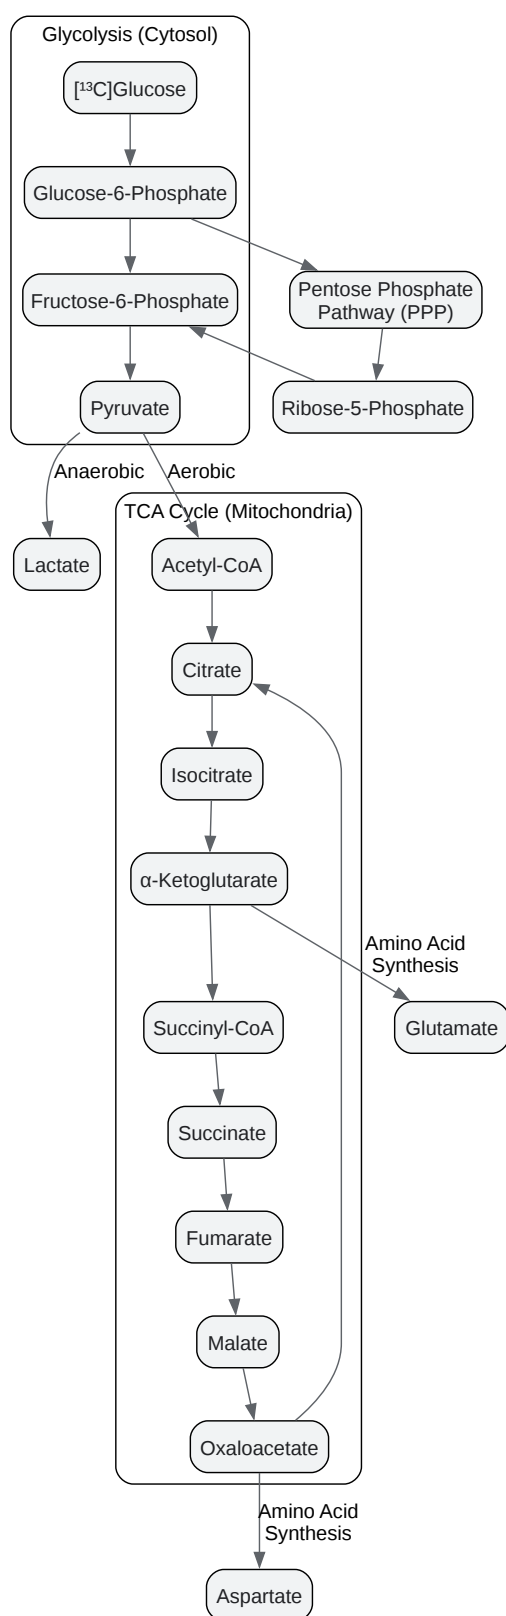 Glycolysis (Cytosol)
[¹³C]Glucose
Glucose-6-Phosphate
Fructose-6-Phosphate
Pentose Phosphate
Pathway (PPP)
Pyruvate
Ribose-5-Phosphate
Anaerobic
Aerobic
TCA Cycle (Mitochondria)
Lactate
Acetyl-CoA
Citrate
Isocitrate
α-Ketoglutarate
Amino Acid
Synthesis
Succinyl-CoA
Glutamate
Succinate
Fumarate
Malate
Oxaloacetate
Amino Acid
Synthesis
Aspartate